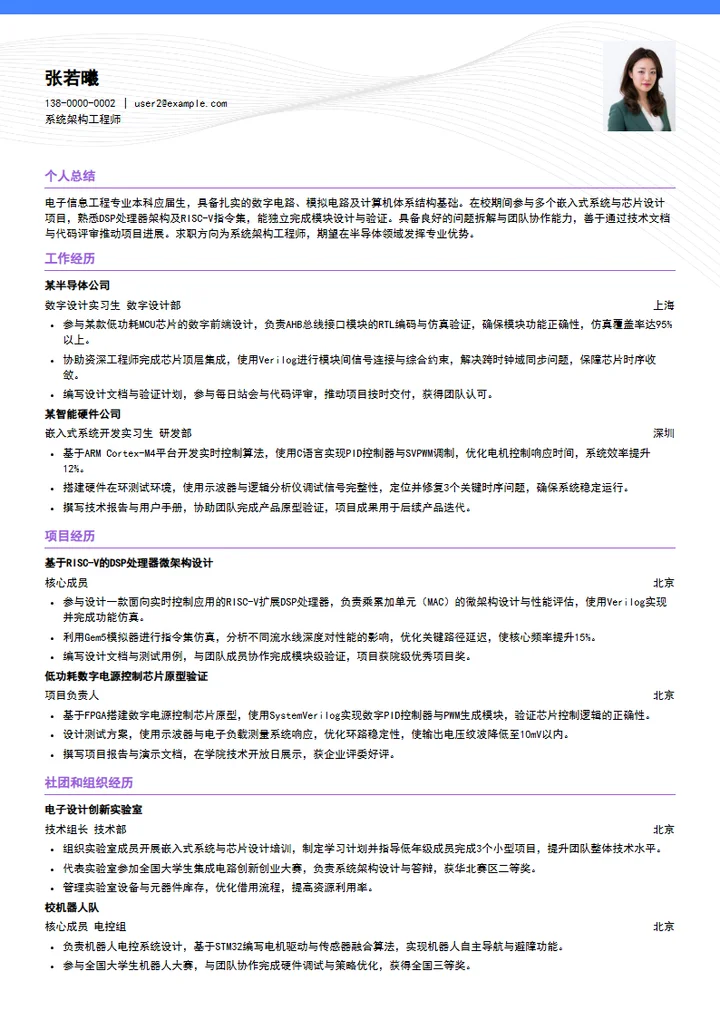 张若曦
138-0000-0002 | user2@example.com
系统架构工程师
个人总结
电子信息工程专业本科应届生，具备扎实的数字电路、模拟电路及计算机体系结构基础。在校期间参与多个嵌入式系统与芯片设计
项目，熟悉DSP处理器架构及RISC-V指令集，能独立完成模块设计与验证。具备良好的问题拆解与团队协作能力，善于通过技术文档
与代码评审推动项目进展。求职方向为系统架构工程师，期望在半导体领域发挥专业优势。
工作经历
某半导体公司
数字设计实习生 数字设计部 上海
• 参与某款低功耗MCU芯片的数字前端设计，负责AHB总线接口模块的RTL编码与仿真验证，确保模块功能正确性，仿真覆盖率达95%
以上。
• 协助资深工程师完成芯片顶层集成，使用Verilog进行模块间信号连接与综合约束，解决跨时钟域同步问题，保障芯片时序收
敛。
• 编写设计文档与验证计划，参与每日站会与代码评审，推动项目按时交付，获得团队认可。
某智能硬件公司
嵌入式系统开发实习生 研发部 深圳
• 基于ARM Cortex-M4平台开发实时控制算法，使用C语言实现PID控制器与SVPWM调制，优化电机控制响应时间，系统效率提升
12%。
• 搭建硬件在环测试环境，使用示波器与逻辑分析仪调试信号完整性，定位并修复3个关键时序问题，确保系统稳定运行。
• 撰写技术报告与用户手册，协助团队完成产品原型验证，项目成果用于后续产品迭代。
项目经历
基于RISC-V的DSP处理器微架构设计
核心成员 北京
• 参与设计一款面向实时控制应用的RISC-V扩展DSP处理器，负责乘累加单元（MAC）的微架构设计与性能评估，使用Verilog实现
并完成功能仿真。
• 利用Gem5模拟器进行指令集仿真，分析不同流水线深度对性能的影响，优化关键路径延迟，使核心频率提升15%。
• 编写设计文档与测试用例，与团队成员协作完成模块级验证，项目获院级优秀项目奖。
低功耗数字电源控制芯片原型验证
项目负责人 北京
• 基于FPGA搭建数字电源控制芯片原型，使用SystemVerilog实现数字PID控制器与PWM生成模块，验证芯片控制逻辑的正确性。
• 设计测试方案，使用示波器与电子负载测量系统响应，优化环路稳定性，使输出电压纹波降低至10mV以内。
• 撰写项目报告与演示文档，在学院技术开放日展示，获企业评委好评。
社团和组织经历
电子设计创新实验室
技术组长 技术部 北京
• 组织实验室成员开展嵌入式系统与芯片设计培训，制定学习计划并指导低年级成员完成3个小型项目，提升团队整体技术水平。
• 代表实验室参加全国大学生集成电路创新创业大赛，负责系统架构设计与答辩，获华北赛区二等奖。
• 管理实验室设备与元器件库存，优化借用流程，提高资源利用率。
校机器人队
核心成员 电控组 北京
• 负责机器人电控系统设计，基于STM32编写电机驱动与传感器融合算法，实现机器人自主导航与避障功能。
• 参与全国大学生机器人大赛，与团队协作完成硬件调试与策略优化，获得全国三等奖。